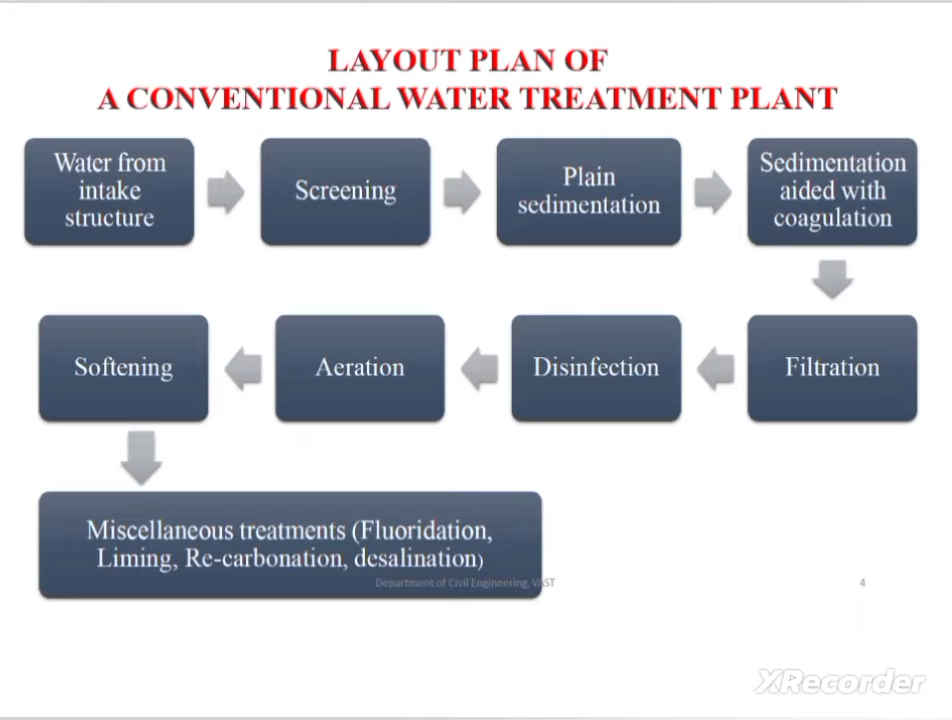 LAYOUT PLAN OF
A CONVENTIONAL WATER TREATMENT PLANT
Water from
intake
structure
Screening
Plain
sedimentation
Sedimentation
aided with
coagulation
Filtration
Disinfection
Aeration
Softening
Miscellaneous treatments (Fluoridation,
Liming, Re-carbonation, desalination)
Department of Civil Engineering, VAST
4
XRecorder